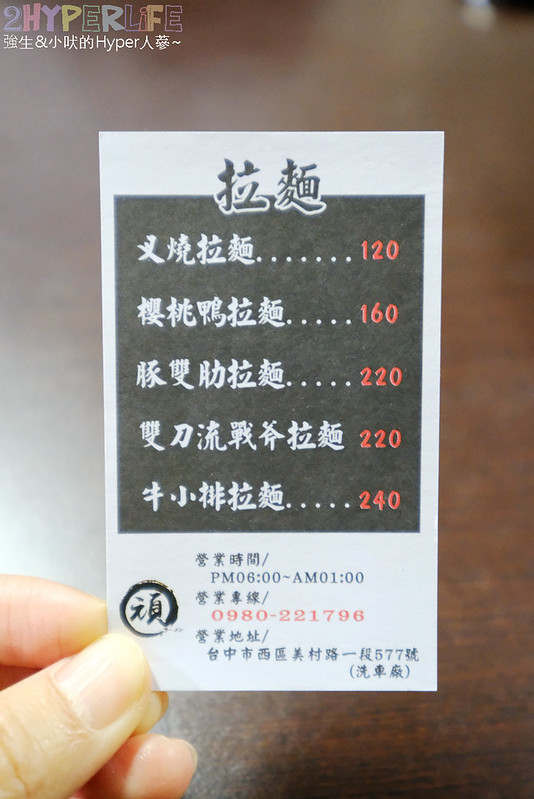 2HYPERLIFE
強生&小吠的Hyper人蔘~
拉麵
叉燒拉麵.......120
櫻桃鴨拉麵.....160
豚雙肋拉麵.....220
雙刀流戰斧拉麵 220
牛小排拉麵.....240
營業時間/
PM06:00~AM01:00
營業專線/
0980-221796
營業地址/
台中市西區美村路一段577號
(洗車廠)
頑